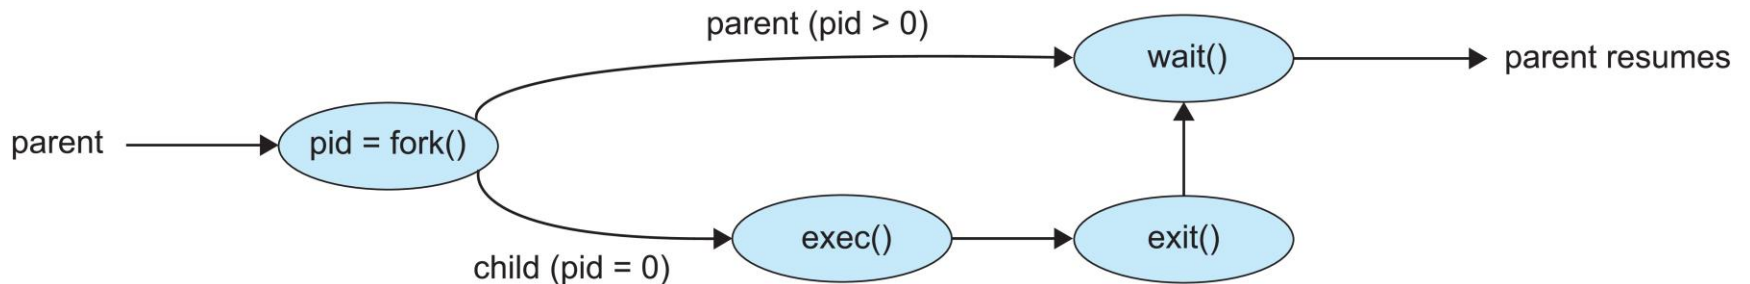 parent (pid > 0)
wait()
parent resumes
parent
pid = fork()
exec()
exit()
child (pid = 0)